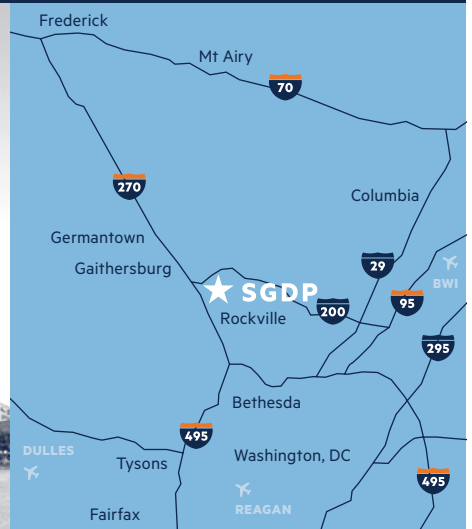 Frederick
Mt Airy
70
270
Columbia
Germantown
29
Gaithersburg
BWI
SGDP
95
200
Rockville
295
Bethesda
495
DULLES
Tysons
Washington, DC
495
REAGAN
Fairfax